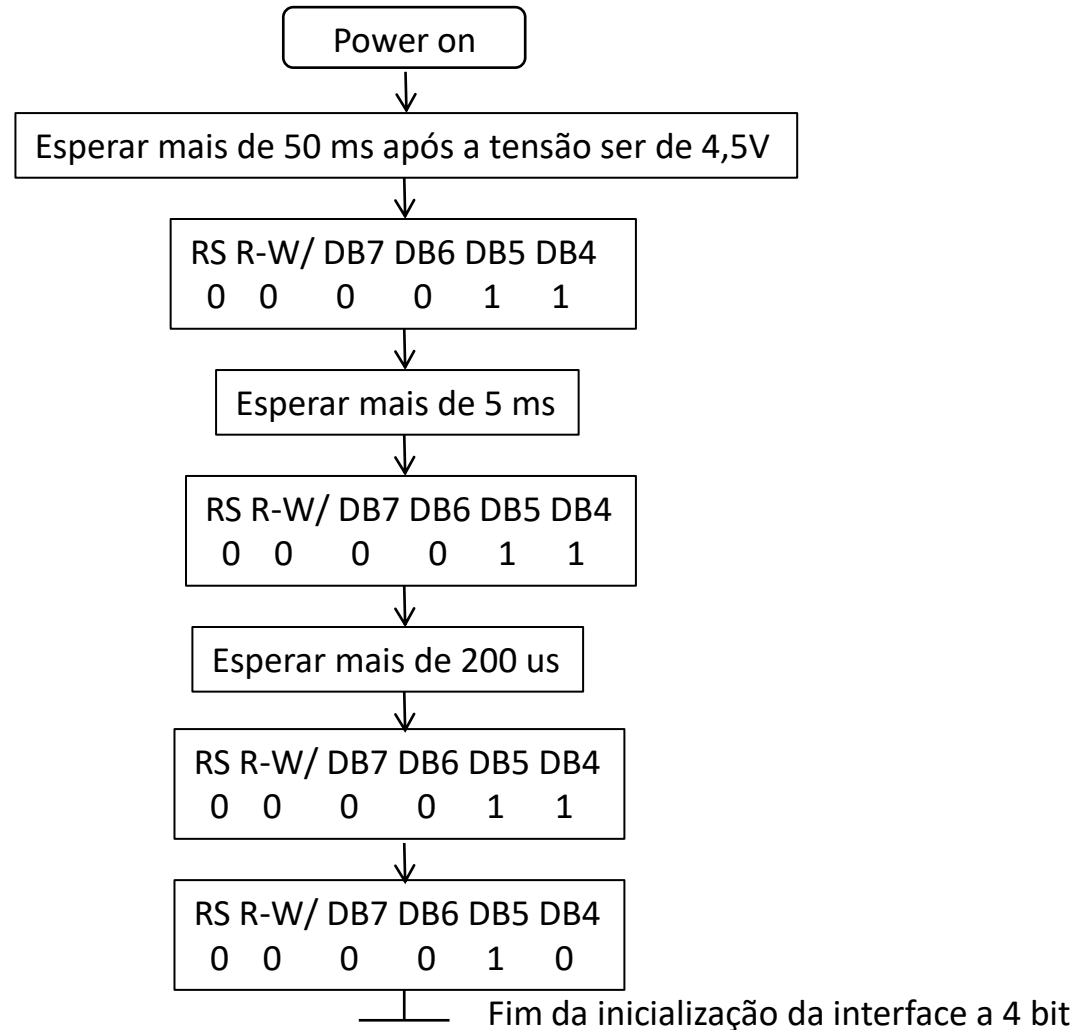 Power on
Esperar mais de 50 ms após a tensão ser de 4,5V
RS R-W/ DB7 DB6 DB5 DB4
0 0 0 0 1 1
Esperar mais de 5 ms
RS R-W/ DB7 DB6 DB5 DB4
0 0 0 0 1 1
Esperar mais de 200 us
RS R-W/ DB7 DB6 DB5 DB4
0 0 0 0 1 1
RS R-W/ DB7 DB6 DB5 DB4
0 0 0 0 1 0
Fim da inicialização da interface a 4 bit